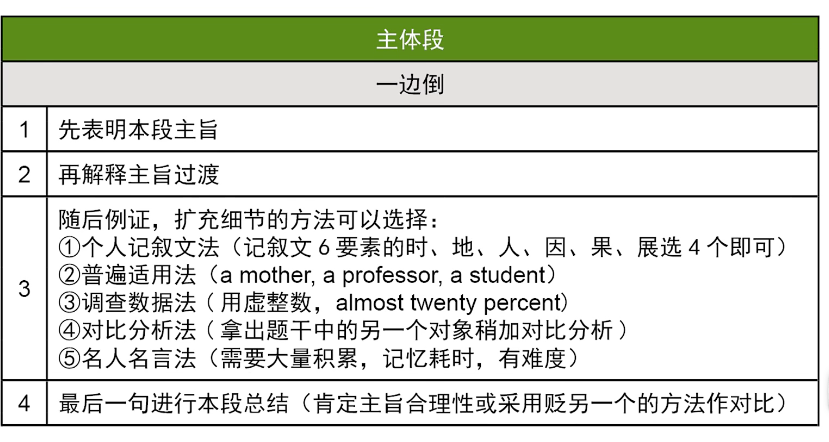 主体段
一边倒
1 先表明本段主旨
2 再解释主旨过渡
3 随后例证，扩充细节的方法可以选择：
①个人记叙文法（记叙文 6 要素的时、地、人、因、果、展选 4 个即可）
②普遍适用法（a mother, a professor, a student）
③调查数据法（用虚整数，almost twenty percent)
④对比分析法（拿出题干中的另一个对象稍加对比分析）
⑤名人名言法（需要大量积累，记忆耗时，有难度）
4 最后一句进行本段总结（肯定主旨合理性或采用贬另一个的方法作对比）